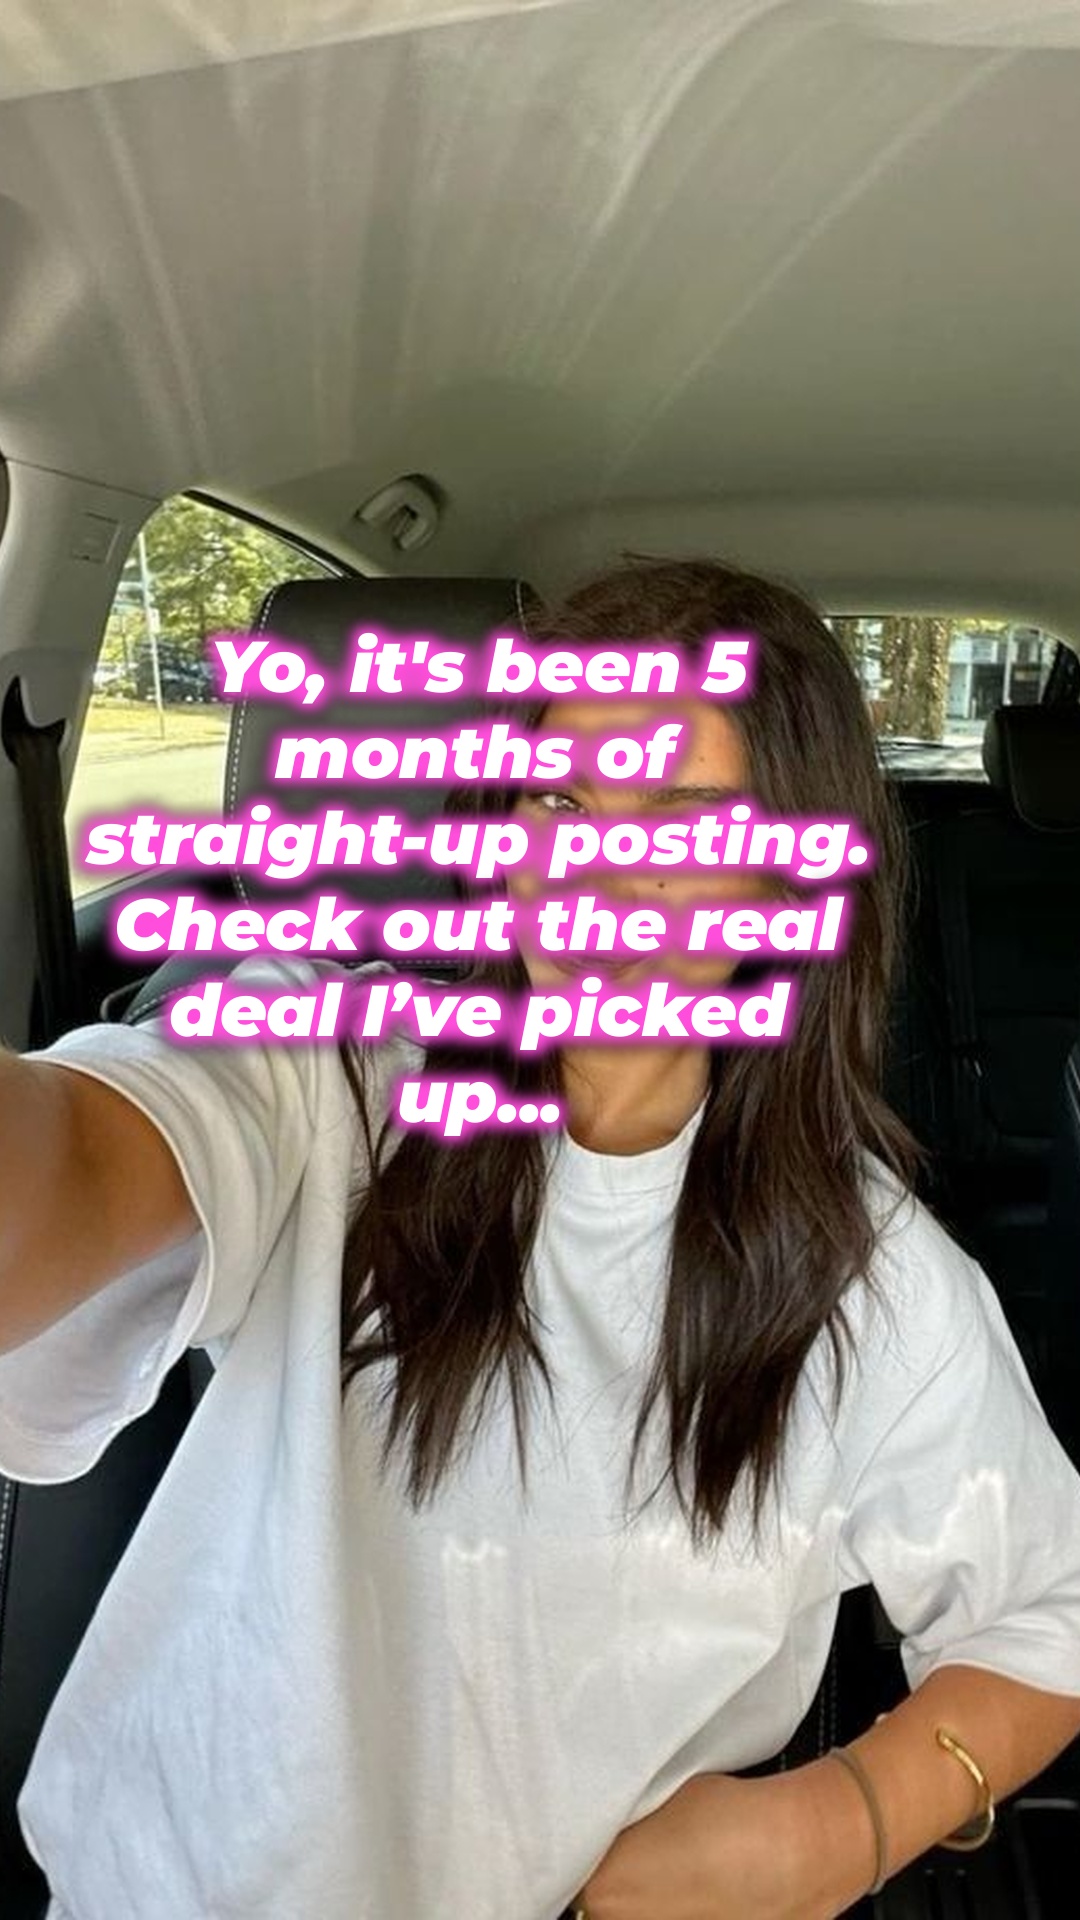 Yo, it's been 5
months of
straight-up posting.
Check out the real
deal I’ve picked
up...